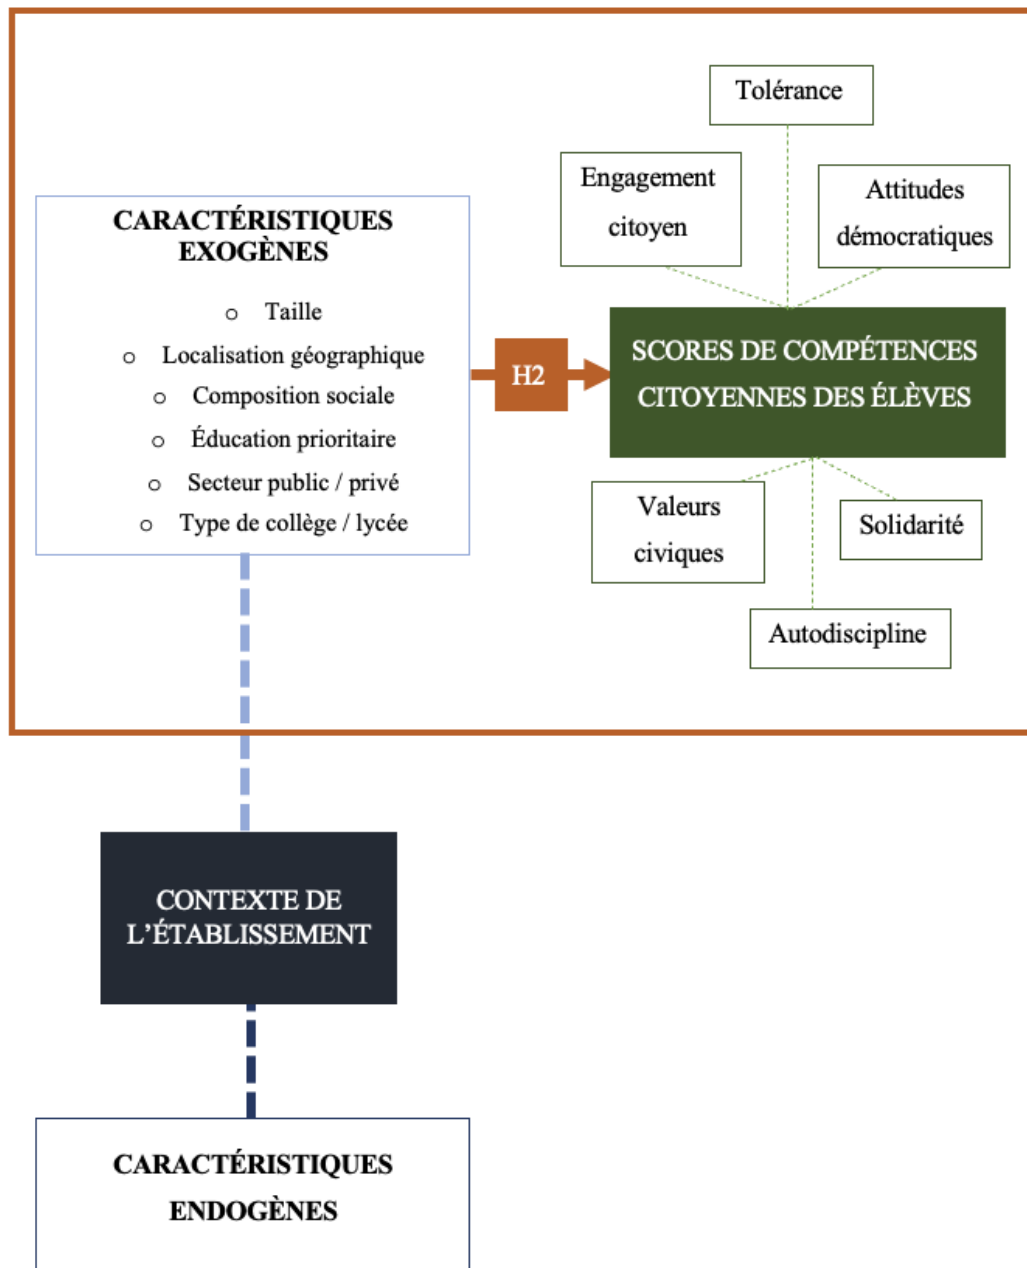 Tolérance
Engagement
citoyen
Attitudes
démocratiques
CARACTÉRISTIQUES
EXOGÈNES
o Taille
o Localisation géographique
o Composition sociale
o Éducation prioritaire
o Secteur public / privé
o Type de collège / lycée
H2
SCORES DE COMPÉTENCES
CITOYENNES DES ÉLÈVES
Valeurs
civiques
Solidarité
Autodiscipline
CONTEXTE DE
L’ÉTABLISSEMENT
CARACTÉRISTIQUES
ENDOGÈNES